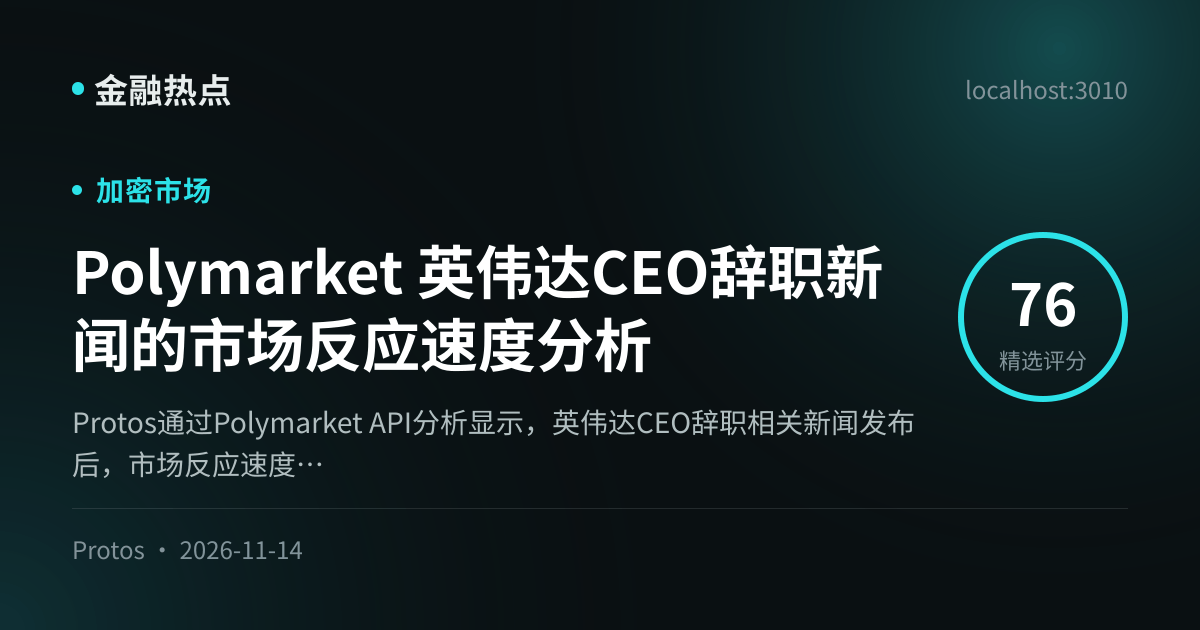 金融热点
localhost:3010
加密市场
Polymarket 英伟达CEO辞职新
闻的市场反应速度分析
76
精选评分
Protos通过Polymarket API分析显示，英伟达CEO辞职相关新闻发布
后，市场反应速度…
Protos · 2026-11-14